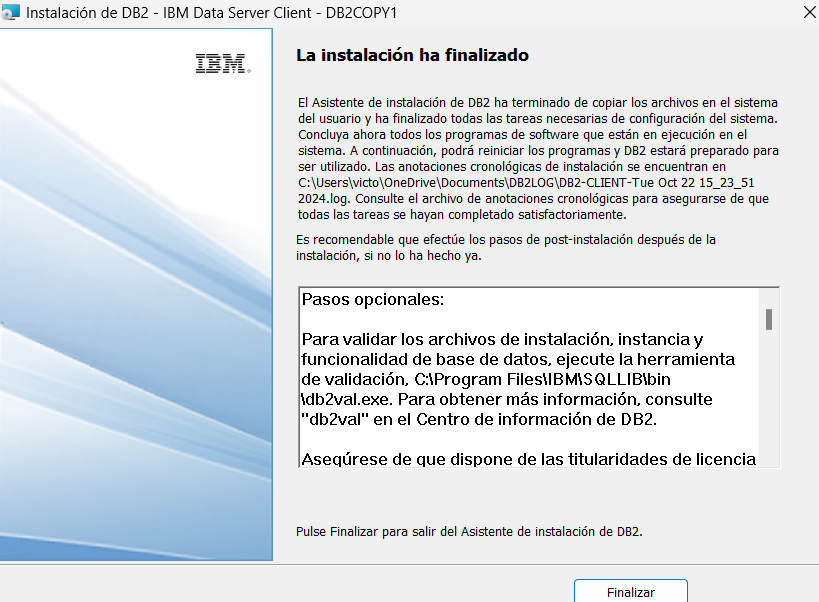 Instalación de DB2 - IBM Data Server Client - DB2COPY1
IBM®
La instalación ha finalizado
El Asistente de instalación de DB2 ha terminado de copiar los archivos en el sistema
del usuario y ha finalizado todas las tareas necesarias de configuración del sistema.
Concluya ahora todos los programas de software que están en ejecución en el
sistema. A continuación, podrá reiniciar los programas y DB2 estará preparado para
ser utilizado. Las anotaciones cronológicas de instalación se encuentran en
C:\Users\victo\OneDrive\Documents\DB2LOG\DB2-CLIENT-Tue Oct 22 15_23_51
2024.log. Consulte el archivo de anotaciones cronológicas para asegurarse de que
todas las tareas se hayan completado satisfactoriamente.
Es recomendable que efectúe los pasos de post-instalación después de la
instalación, si no lo ha hecho ya.
Pasos opcionales:
Para validar los archivos de instalación, instancia y
funcionalidad de base de datos, ejecute la herramienta
de validación, C:\Program Files\IBM\SQLLIB\bin
\db2val.exe. Para obtener más información, consulte
"db2val" en el Centro de información de DB2.
Asegúrese de que dispone de las titularidades de licencia
Pulse Finalizar para salir del Asistente de instalación de DB2.
Finalizar